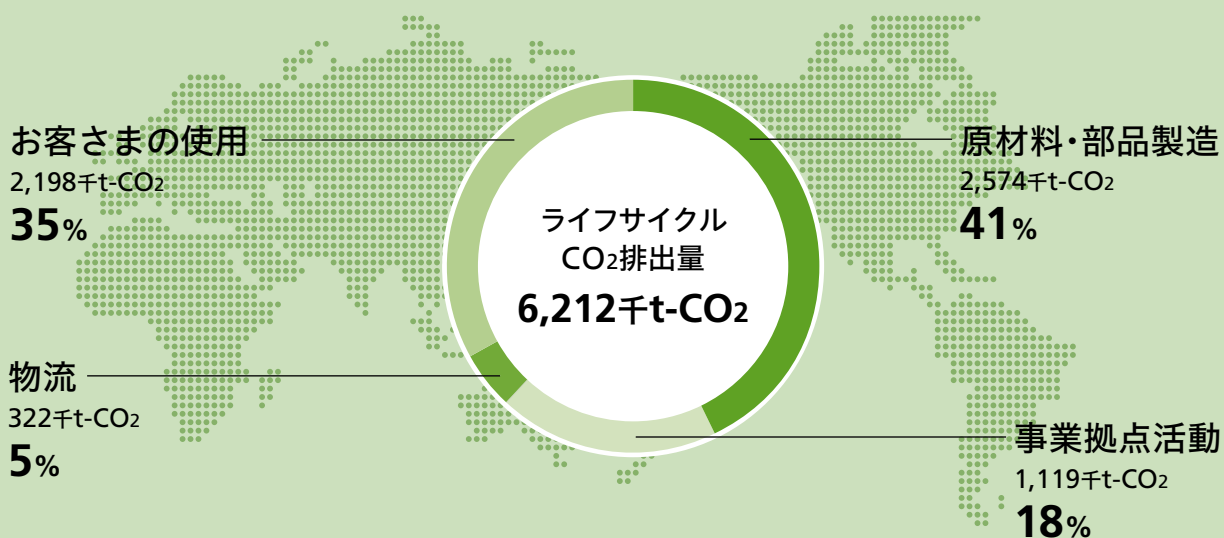 お客さまの使用
2,198千t-CO2
35%
物流
322千t-CO2
5%
ライフサイクル
CO2排出量
6,212千t-CO2
原材料・部品製造
2,574千t-CO2
41%
事業拠点活動
1,119千t-CO2
18%